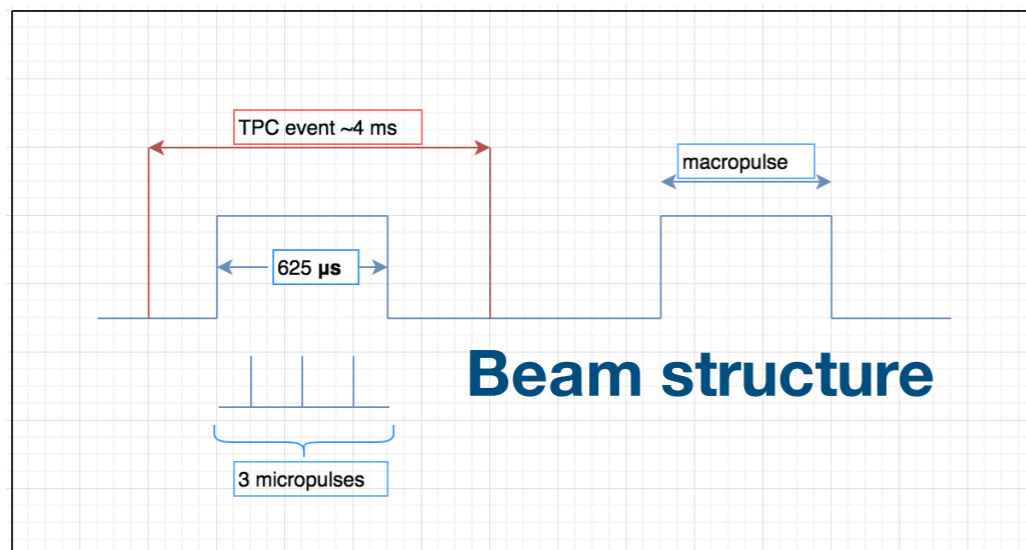 TPC event ~4 ms
macropulse
625 µs
Beam structure
3 micropulses